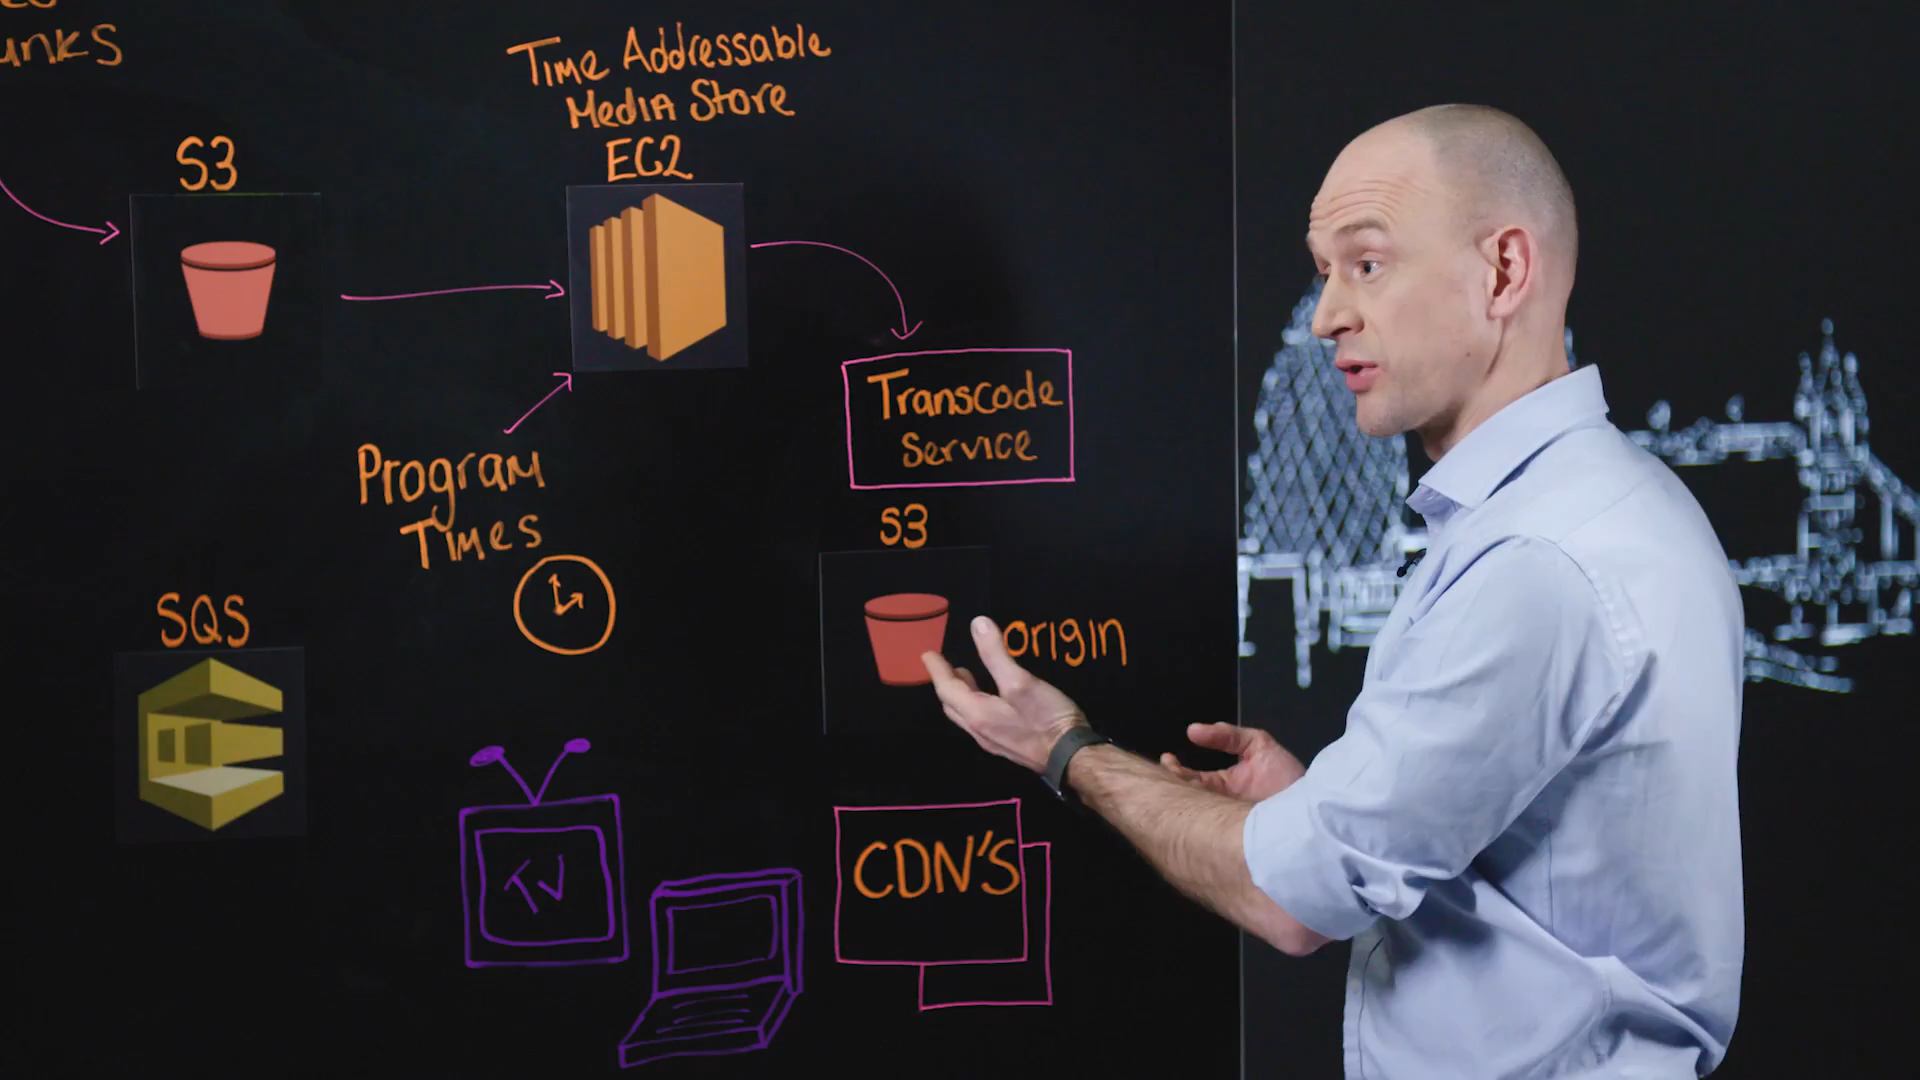 unks
Time Addressable
Media Store
EC2
S3
Transcode
Service
Program
Times
S3
origin
SQS
TV
CDN'S